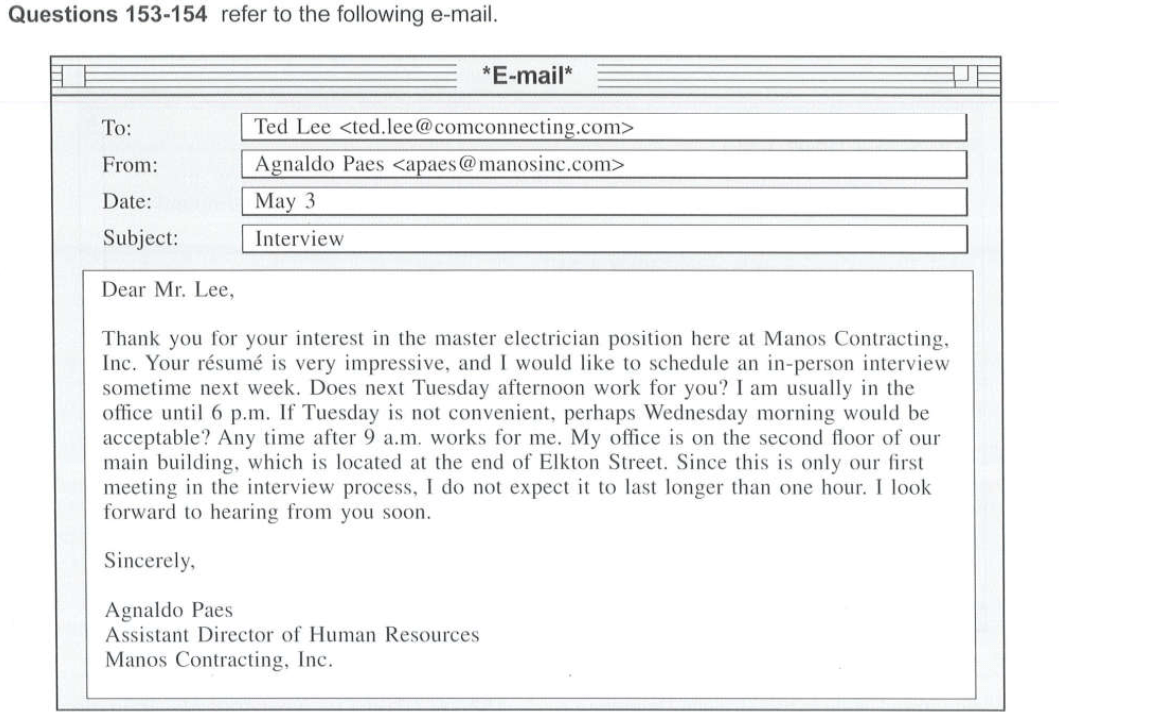 Questions 153-154 refer to the following e-mail.
*E-mail*
To: Ted Lee <ted.lee@comconnecting.com>
From: Agnaldo Paes <apaes@manosinc.com>
Date: May 3
Subject: Interview
Dear Mr. Lee,
Thank you for your interest in the master electrician position here at Manos Contracting,
Inc. Your résumé is very impressive, and I would like to schedule an in-person interview
sometime next week. Does next Tuesday afternoon work for you? I am usually in the
office until 6 p.m. If Tuesday is not convenient, perhaps Wednesday morning would be
acceptable? Any time after 9 a.m. works for me. My office is on the second floor of our
main building, which is located at the end of Elkton Street. Since this is only our first
meeting in the interview process, I do not expect it to last longer than one hour. I look
forward to hearing from you soon.
Sincerely,
Agnaldo Paes
Assistant Director of Human Resources
Manos Contracting, Inc.